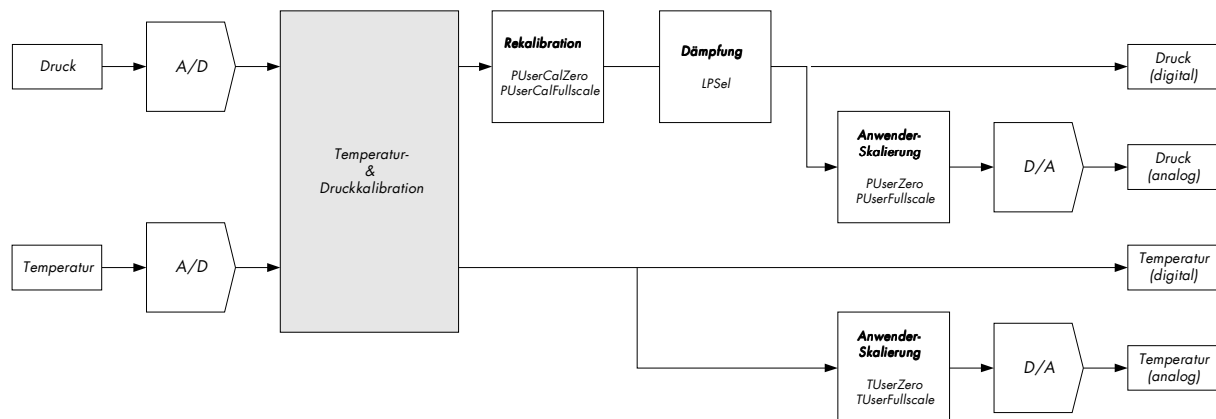 Druck
A/D
Rekalibration
PUserCalZero
PUserCalFullscale
Dämpfung
LPSel
Druck
(digital)
Temperatur-
&
Druckkalibration
Anwender-
Skalierung
PUserZero
PUserFullscale
D/A
Druck
(analog)
Temperatur
A/D
Temperatur
(digital)
Anwender-
Skalierung
TUserZero
TUserFullscale
D/A
Temperatur
(analog)